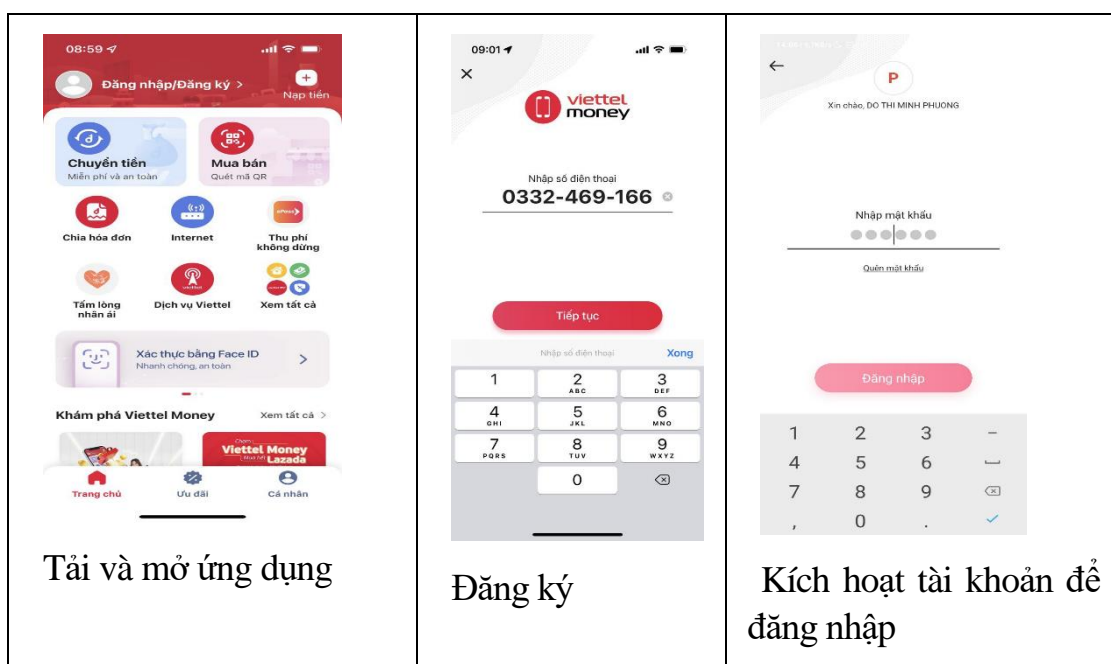 08:59
Đăng nhập/Đăng ký >
Nạp tiền
Chuyển tiền
Miễn phí và an toàn
Mua bán
Quét mã QR
Chia hóa đơn
Internet
Thu phí
không dừng
Tấm lòng
nhân ái
Dịch vụ Viettel
Xem tất cả
Xác thực bằng Face ID
Nhanh chóng, an toàn
Khám phá Viettel Money
Xem tất cả >
Viettel Money
Lazada
Trang chủ
Ưu đãi
Cá nhân
Tải và mở ứng dụng
09:01
viettel
money
Nhập số điện thoại
0332-469-166
Tiếp tục
Nhập số điện thoại
Xong
1 2 3
ABC DEF
4 5 6
GHI JKL MNO
7 8 9
PQRS TUV WXYZ
0
Đăng ký
P
Xin chào, DO THI MINH PHUONG
Nhập mật khẩu
Quên mật khẩu
Đăng nhập
1 2 3 -
4 5 6
7 8 9
, 0 .
Kích hoạt tài khoản để
đăng nhập